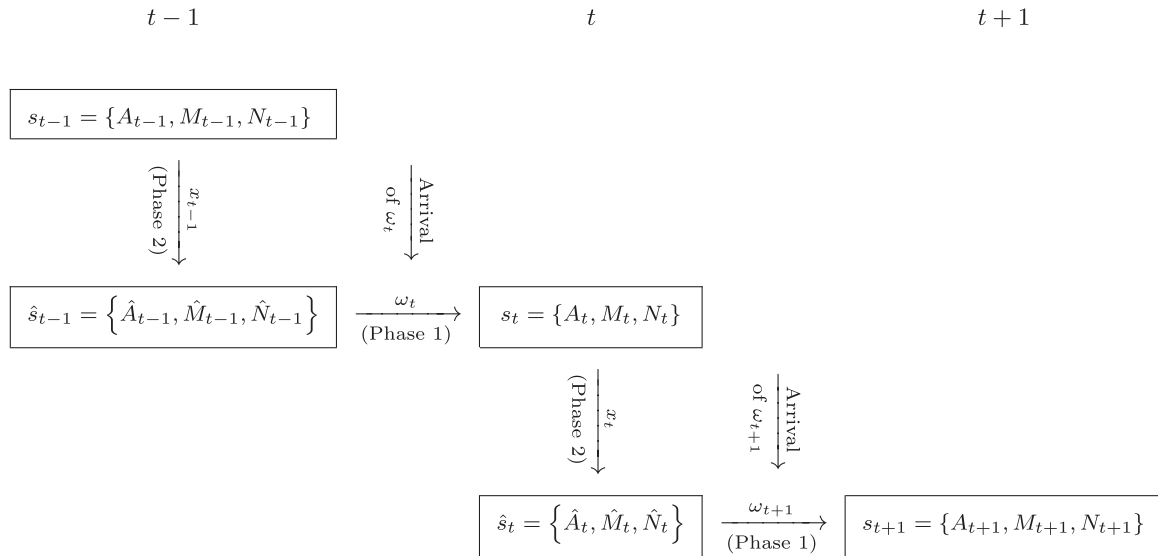 t − 1
t
t + 1
s_{t−1} = {A_{t−1}, M_{t−1}, N_{t−1}}
x_{t−1}
(Phase 2)
Arrival
of ω_t
ŝ_{t−1} = {Â_{t−1}, M̂_{t−1}, N̂_{t−1}}
ω_t
(Phase 1)
s_t = {A_t, M_t, N_t}
x_t
(Phase 2)
Arrival
of ω_{t+1}
ŝ_t = {Â_t, M̂_t, N̂_t}
ω_{t+1}
(Phase 1)
s_{t+1} = {A_{t+1}, M_{t+1}, N_{t+1}}